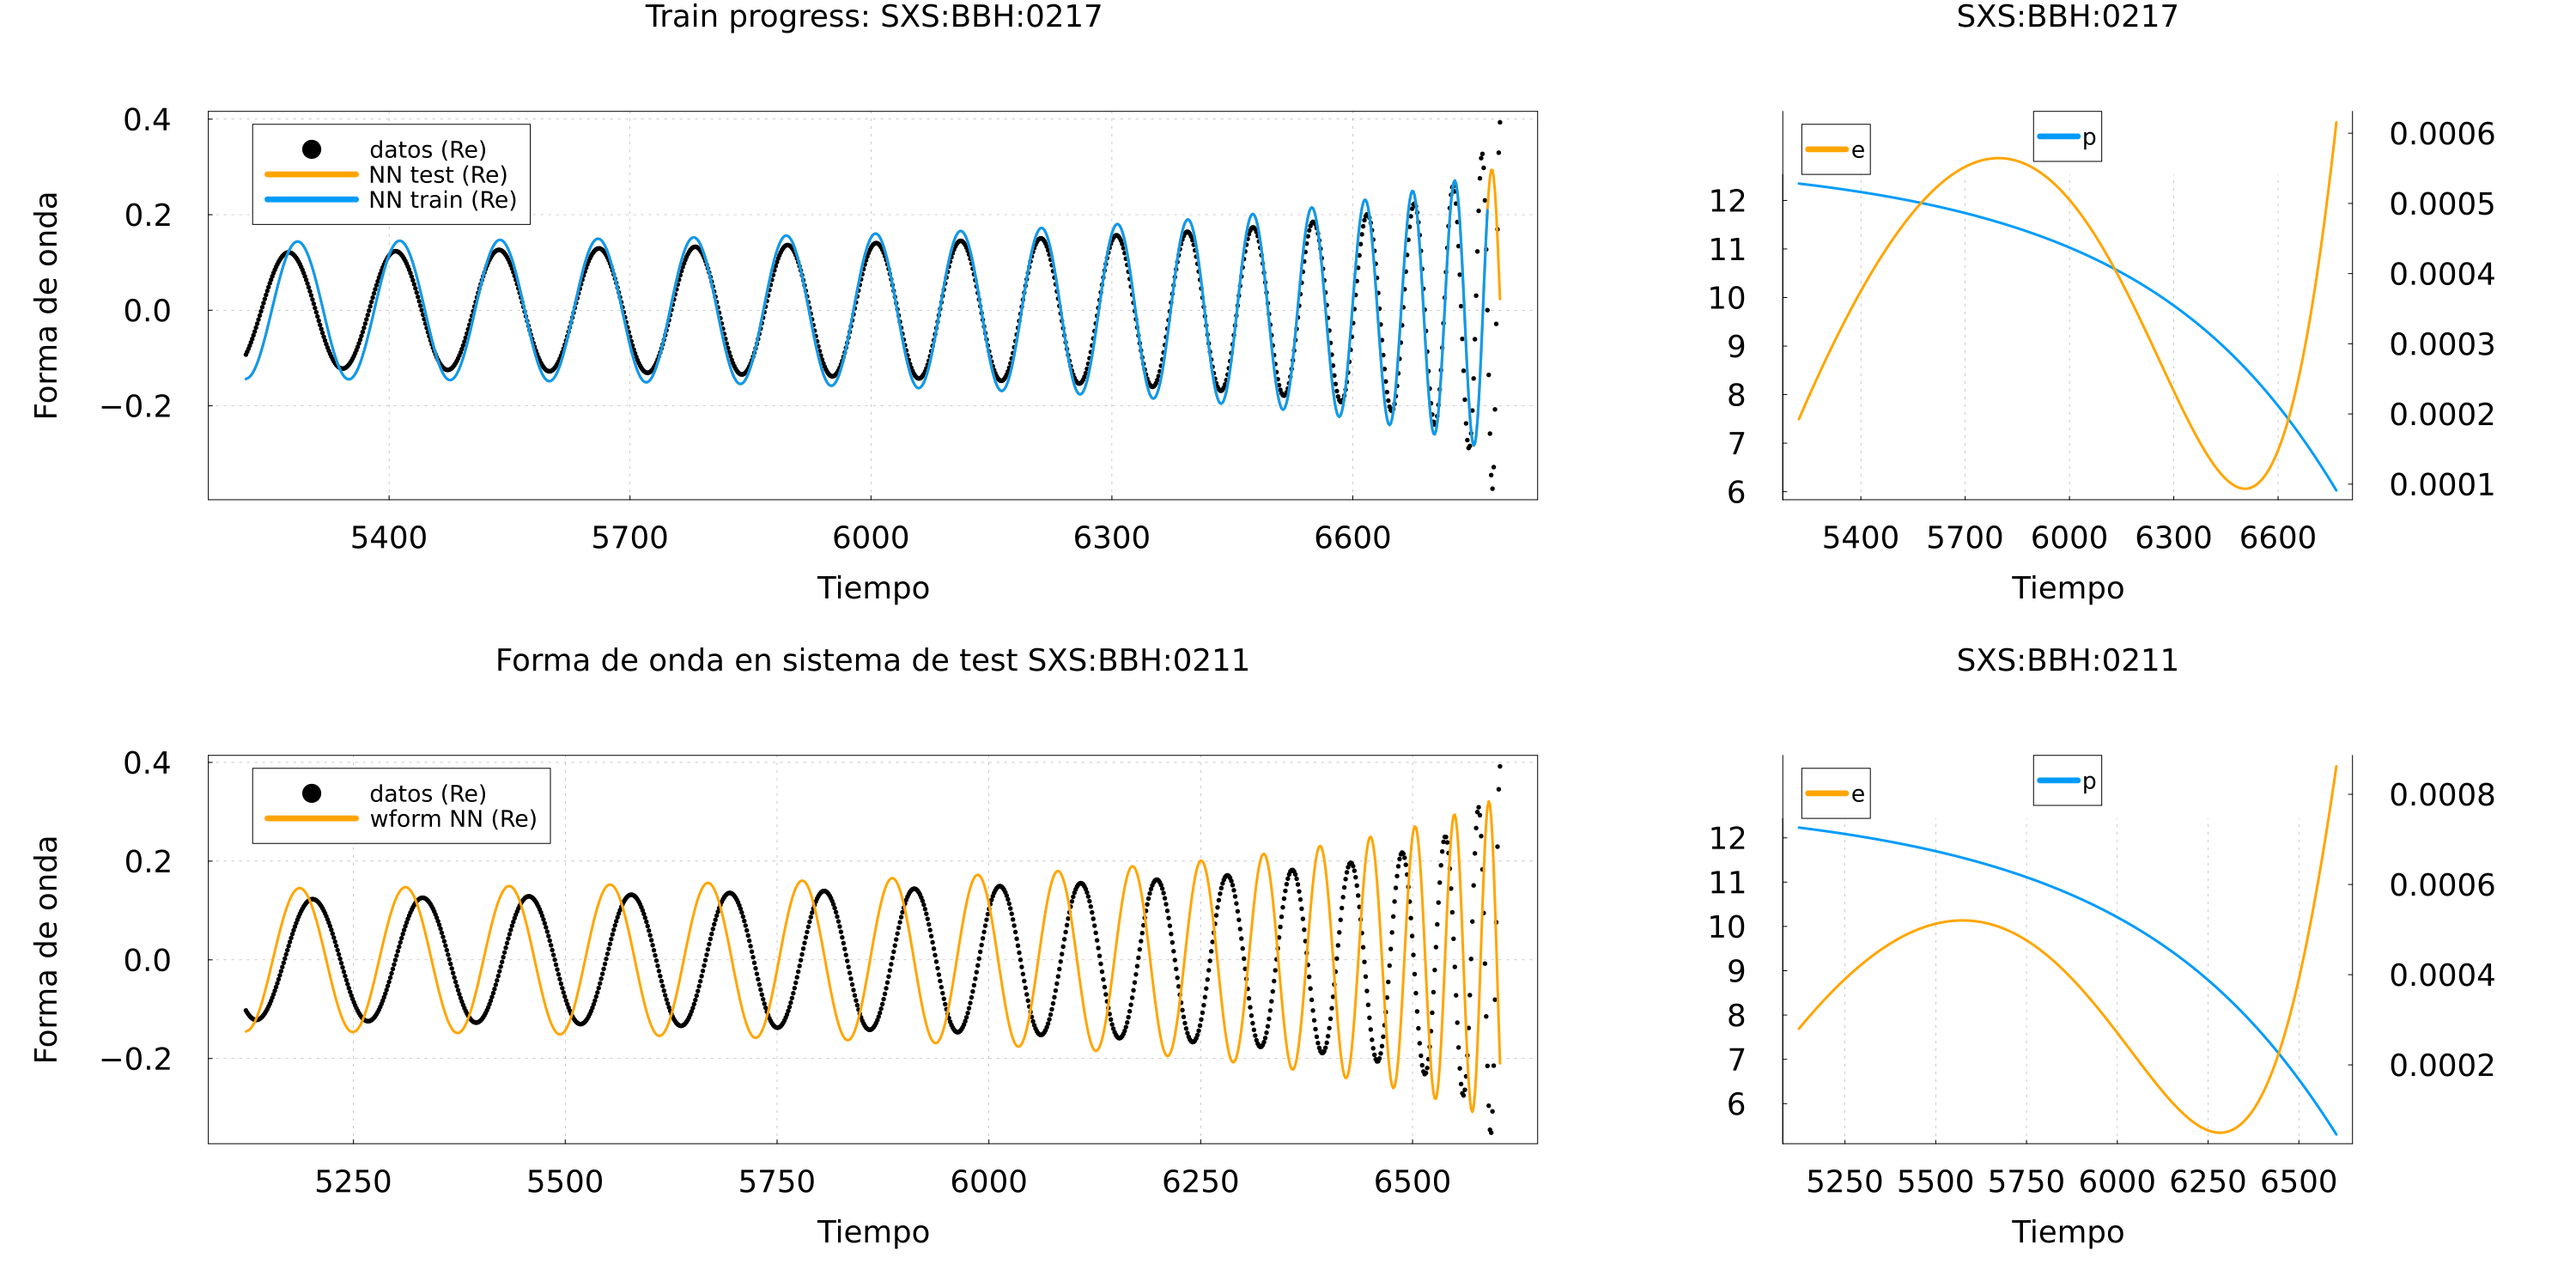 Train progress: SXS:BBH:0217
Forma de onda
0.4
0.2
0.0
−0.2
datos (Re)
NN test (Re)
NN train (Re)
5400 5700 6000 6300 6600
Tiempo
SXS:BBH:0217
12
11
10
9
8
7
6
e
p
0.0006
0.0005
0.0004
0.0003
0.0002
0.0001
5400 5700 6000 6300 6600
Tiempo
Forma de onda en sistema de test SXS:BBH:0211
Forma de onda
0.4
0.2
0.0
−0.2
datos (Re)
wform NN (Re)
5250 5500 5750 6000 6250 6500
Tiempo
SXS:BBH:0211
12
11
10
9
8
7
6
e
p
0.0008
0.0006
0.0004
0.0002
5250 5500 5750 6000 6250 6500
Tiempo